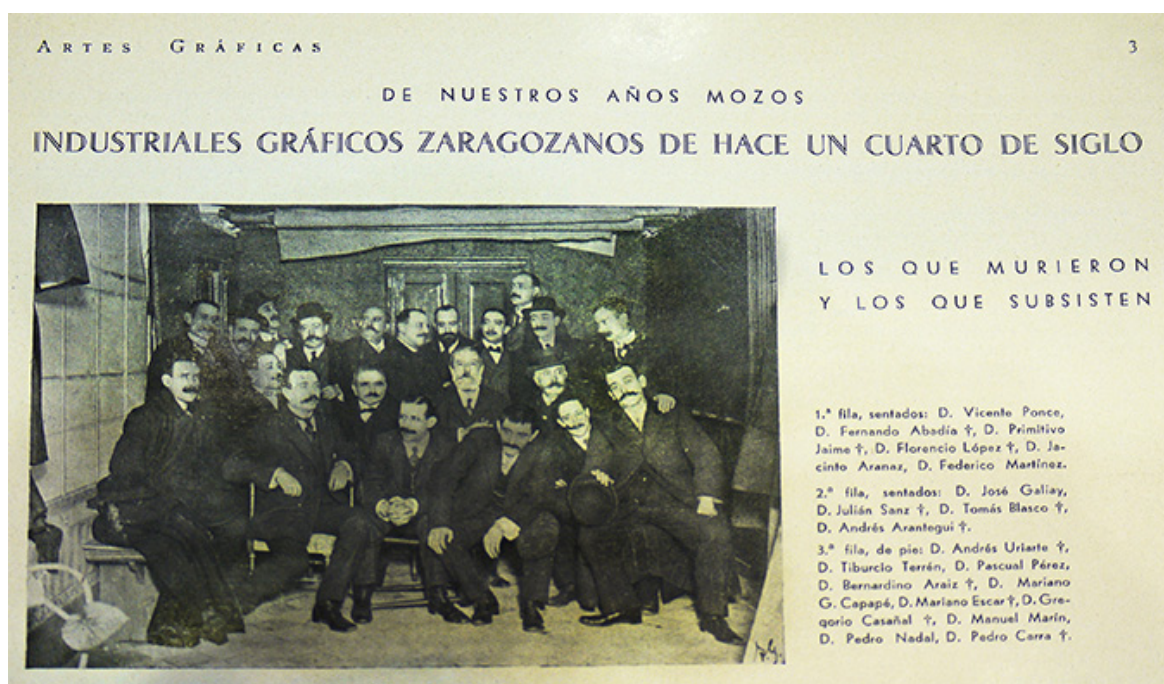 ARTES GRÁFICAS
3
DE NUESTROS AÑOS MOZOS
INDUSTRIALES GRÁFICOS ZARAGOZANOS DE HACE UN CUARTO DE SIGLO
LOS QUE MURIERON
Y LOS QUE SUBSISTEN
1.ª fila, sentados: D. Vicente Ponce,
D. Fernando Abadía †, D. Primitivo
Jaime †, D. Florencio López †, D. Ja-
cinto Aranaz, D. Federico Martínez.
2.ª fila, sentados: D. José Galiay,
D. Julián Sanz †, D. Tomás Blasco †,
D. Andrés Arantegui †.
3.ª fila, de pie: D. Andrés Uriarte †,
D. Tiburcio Terrén, D. Pascual Pérez,
D. Bernardino Araiz †, D. Mariano
G. Capapé, D. Mariano Escar †, D. Gre-
gorio Casañal †, D. Manuel Marín,
D. Pedro Nadal, D. Pedro Carra †.